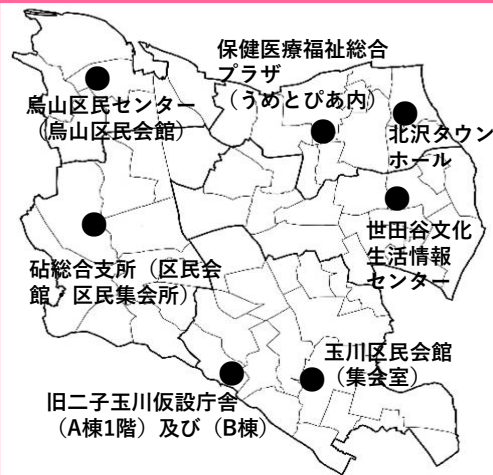 保健医療福祉総合
プラザ
（うめとぴあ内）
烏山区民センター
（烏山区民会館）
北沢タウン
ホール
世田谷文化
生活情報
センター
砧総合支所（区民会
館・区民集会所）
玉川区民会館
（集会室）
旧二子玉川仮設庁舎
（A棟1階）及び（B棟）